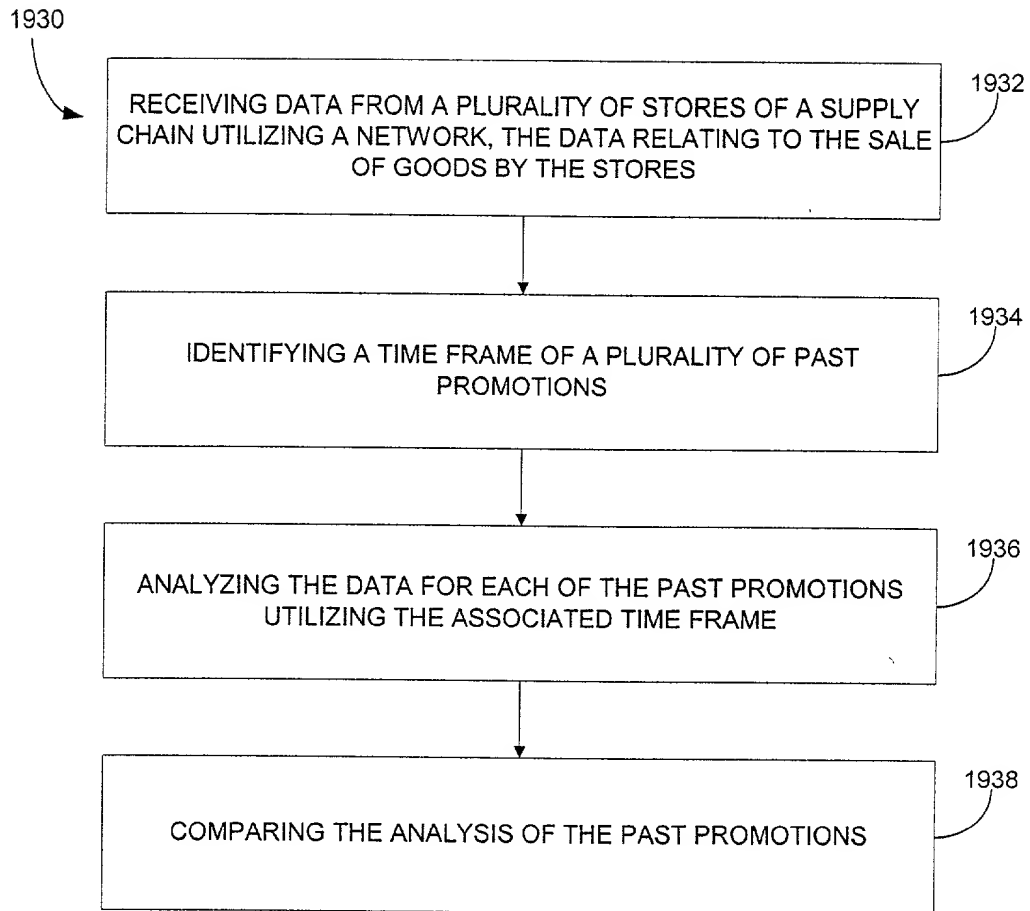 1930
RECEIVING DATA FROM A PLURALITY OF STORES OF A SUPPLY
CHAIN UTILIZING A NETWORK, THE DATA RELATING TO THE SALE
OF GOODS BY THE STORES
1932
IDENTIFYING A TIME FRAME OF A PLURALITY OF PAST
PROMOTIONS
1934
ANALYZING THE DATA FOR EACH OF THE PAST PROMOTIONS
UTILIZING THE ASSOCIATED TIME FRAME
1936
COMPARING THE ANALYSIS OF THE PAST PROMOTIONS
1938